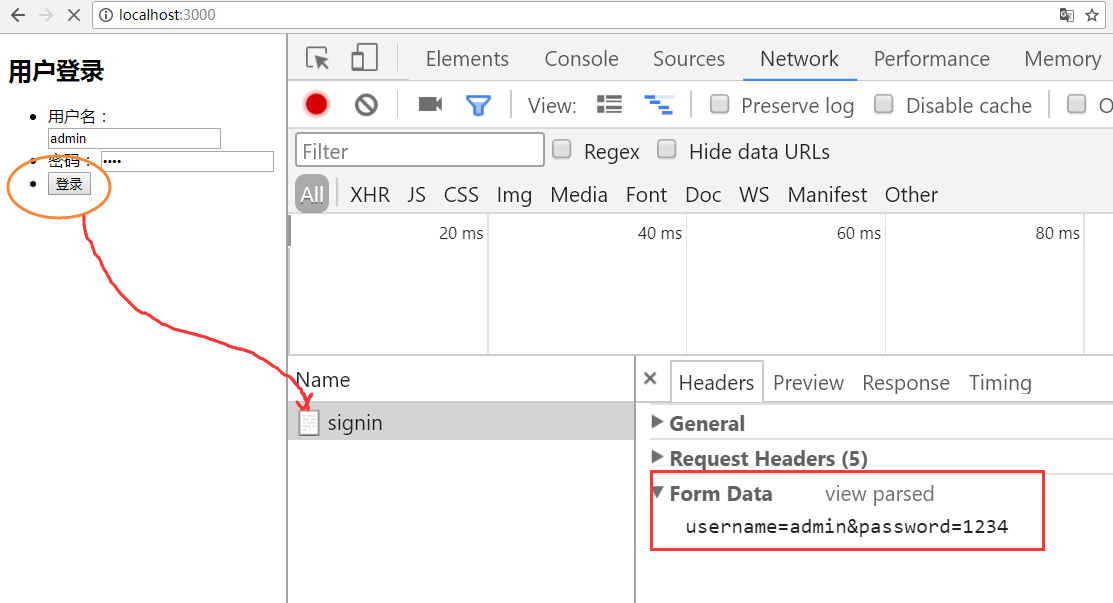 localhost:3000
用户登录
用户名：
admin
密码： ••••
登录
Elements Console Sources Network Performance Memory
View: Preserve log Disable cache O
Filter Regex Hide data URLs
All XHR JS CSS Img Media Font Doc WS Manifest Other
20 ms 40 ms 60 ms 80 ms
Name
signin
Headers Preview Response Timing
General
Request Headers (5)
Form Data view parsed
username=admin&password=1234